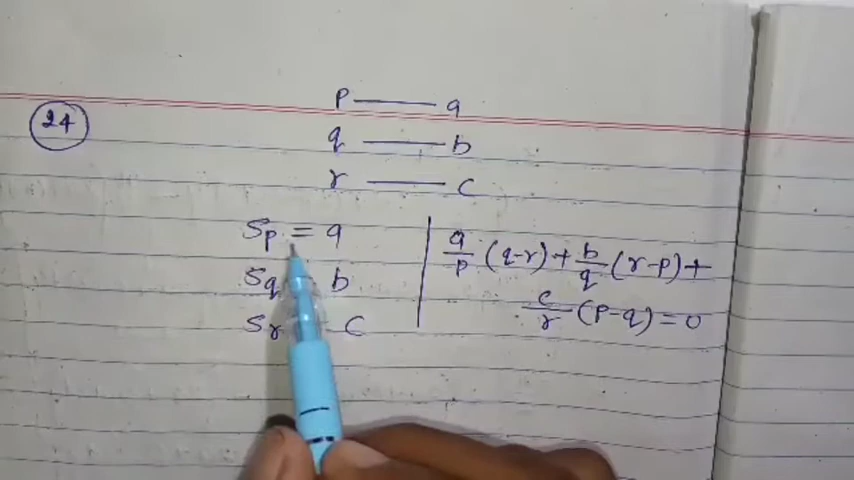 24
p — a
q — b
r — c
Sp = a
Sq = b
Sr = c
a/p (q-r) + b/q (r-p) +
c/r (p-q) = 0